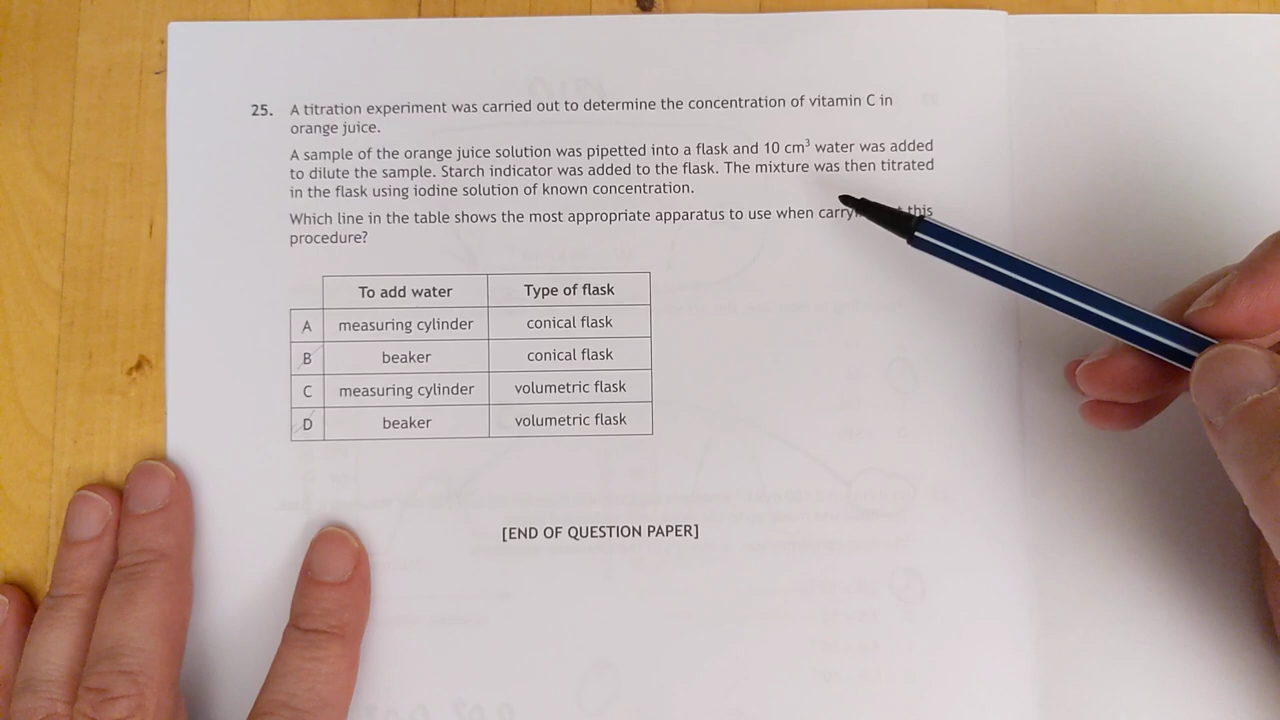 25. A titration experiment was carried out to determine the concentration of vitamin C in
orange juice.
A sample of the orange juice solution was pipetted into a flask and 10 cm³ water was added
to dilute the sample. Starch indicator was added to the flask. The mixture was then titrated
in the flask using iodine solution of known concentration.
Which line in the table shows the most appropriate apparatus to use when this
procedure?
To add water Type of flask
A measuring cylinder conical flask
B beaker conical flask
C measuring cylinder volumetric flask
D beaker volumetric flask
[END OF QUESTION PAPER]